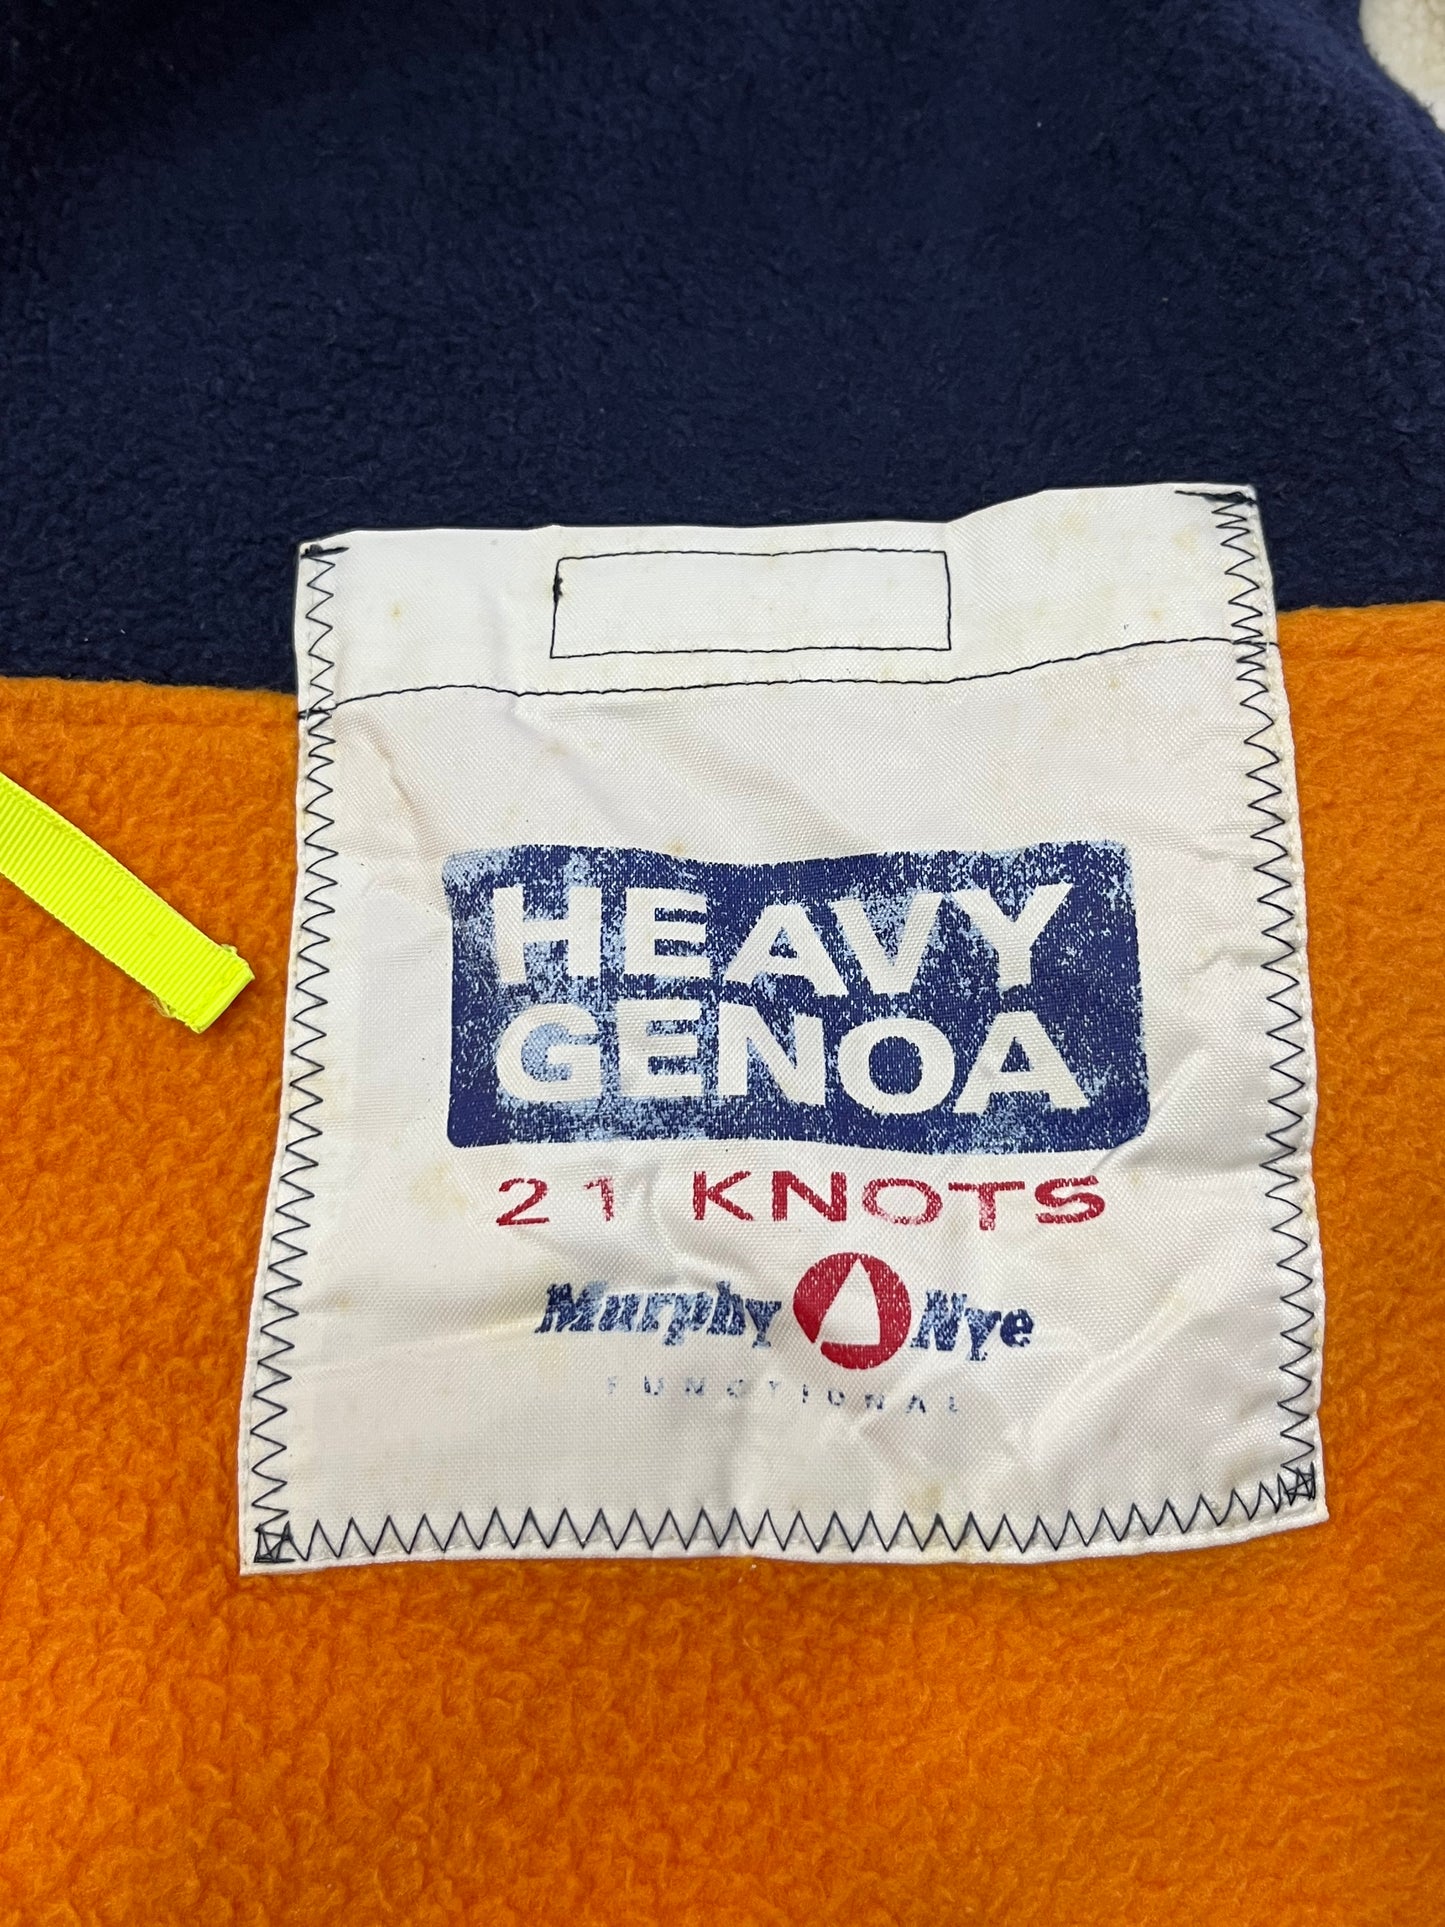 HEAVY
GENOA
21 KNOTS
Murphy Nye
FUNCTIONAL